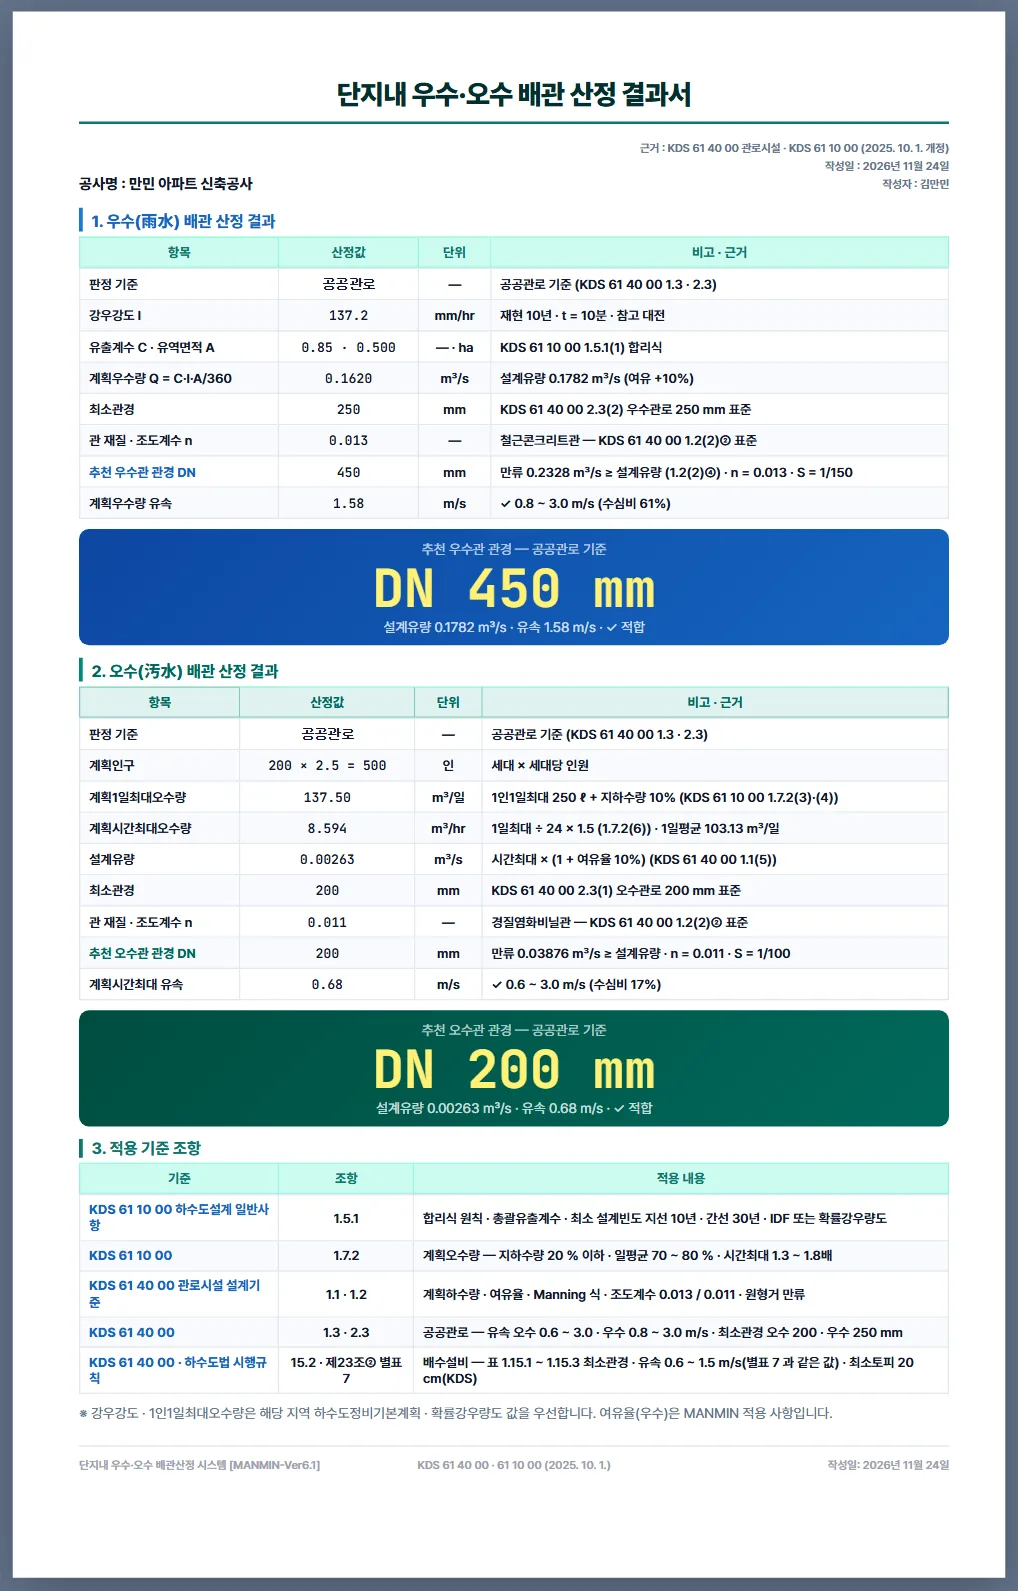 단지내 우수·오수 배관 산정 결과서
근거 : KDS 61 40 00 관로시설 · KDS 61 10 00 (2025. 10. 1. 개정)
작성일 : 2026년 11월 24일
공사명 : 만민 아파트 신축공사
작성자 : 김만민
1. 우수(雨水) 배관 산정 결과
항목 산정값 단위 비고 · 근거
판정 기준 공공관로 — 공공관로 기준 (KDS 61 40 00 1.3 · 2.3)
강우강도 I 137.2 mm/hr 재현 10년 · t = 10분 · 참고 대전
유출계수 C · 유역면적 A 0.85 · 0.500 — · ha KDS 61 10 00 1.5.1(1) 합리식
계획우수량 Q = C·I·A/360 0.1620 m³/s 설계유량 0.1782 m³/s (여유 +10%)
최소관경 250 mm KDS 61 40 00 2.3(2) 우수관로 250 mm 표준
관 재질 · 조도계수 n 0.013 — 철근콘크리트관 — KDS 61 40 00 1.2(2)② 표준
추천 우수관 관경 DN 450 mm 만류 0.2328 m³/s ≥ 설계유량 (1.2(2)④) · n = 0.013 · S = 1/150
계획우수량 유속 1.58 m/s ✓ 0.8 ~ 3.0 m/s (수심비 61%)
추천 우수관 관경 — 공공관로 기준
DN 450 mm
설계유량 0.1782 m³/s · 유속 1.58 m/s · ✓ 적합
2. 오수(汚水) 배관 산정 결과
항목 산정값 단위 비고 · 근거
판정 기준 공공관로 — 공공관로 기준 (KDS 61 40 00 1.3 · 2.3)
계획인구 200 × 2.5 = 500 인 세대 × 세대당 인원
계획1일최대오수량 137.50 m³/일 1인1일최대 250 ℓ + 지하수량 10% (KDS 61 10 00 1.7.2(3)·(4))
계획시간최대오수량 8.594 m³/hr 1일최대 ÷ 24 × 1.5 (1.7.2(6)) · 1일평균 103.13 m³/일
설계유량 0.00263 m³/s 시간최대 × (1 + 여유율 10%) (KDS 61 40 00 1.1(5))
최소관경 200 mm KDS 61 40 00 2.3(1) 오수관로 200 mm 표준
관 재질 · 조도계수 n 0.011 — 경질염화비닐관 — KDS 61 40 00 1.2(2)② 표준
추천 오수관 관경 DN 200 mm 만류 0.03876 m³/s ≥ 설계유량 · n = 0.011 · S = 1/100
계획시간최대 유속 0.68 m/s ✓ 0.6 ~ 3.0 m/s (수심비 17%)
추천 오수관 관경 — 공공관로 기준
DN 200 mm
설계유량 0.00263 m³/s · 유속 0.68 m/s · ✓ 적합
3. 적용 기준 조항
기준 조항 적용 내용
KDS 61 10 00 하수도설계 일반사
항 1.5.1 합리식 원칙 · 총괄유출계수 · 최소 설계빈도 지선 10년 · 간선 30년 · IDF 또는 확률강우량도
KDS 61 10 00 1.7.2 계획오수량 — 지하수량 20 % 이하 · 일평균 70 ~ 80 % · 시간최대 1.3 ~ 1.8배
KDS 61 40 00 관로시설 설계기
준 1.1 · 1.2 계획하수량 · 여유율 · Manning 식 · 조도계수 0.013 / 0.011 · 원형거 만류
KDS 61 40 00 1.3 · 2.3 공공관로 — 유속 오수 0.6 ~ 3.0 · 우수 0.8 ~ 3.0 m/s · 최소관경 오수 200 · 우수 250 mm
KDS 61 40 00 · 하수도법 시행규 15.2 · 제23조② 별표 배수설비 — 표 1.15.1 ~ 1.15.3 최소관경 · 유속 0.6 ~ 1.5 m/s(별표 7 과 같은 값) · 최소토피 20
칙 7 cm(KDS)
※ 강우강도 · 1인1일최대오수량은 해당 지역 하수도정비기본계획 · 확률강우량도 값을 우선합니다. 여유율(우수)은 MANMIN 적용 사항입니다.
단지내 우수·오수 배관산정 시스템 [MANMIN-Ver6.1] KDS 61 40 00 · 61 10 00 (2025. 10. 1.) 작성일: 2026년 11월 24일